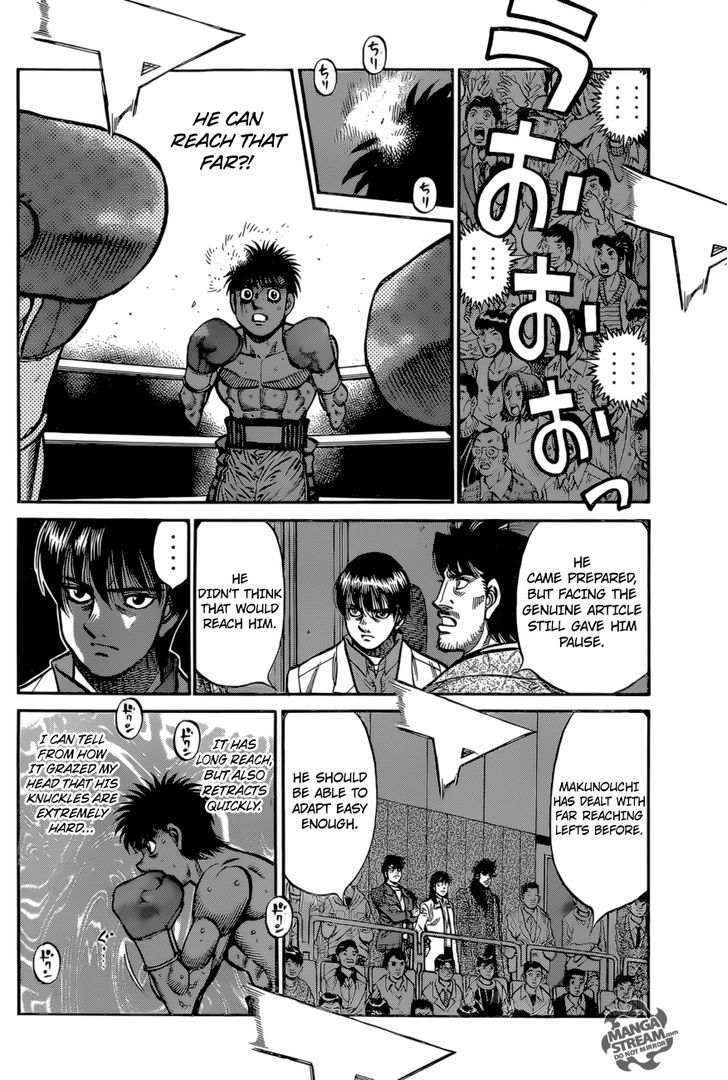 うおおおおっ
::::
::::
::::
ちり
ちり
ちり
HE CAN
REACH THAT
FAR?!
HE
CAME PREPARED,
BUT FACING THE
GENUINE ARTICLE
STILL GAVE HIM
PAUSE.
HE
DIDN'T THINK
THAT WOULD
REACH HIM.
:::
MAKUNOUCHI
HAS DEALT WITH
FAR REACHING
LEFTS BEFORE.
HE SHOULD
BE ABLE TO
ADAPT EASY
ENOUGH.
IT HAS
LONG REACH,
BUT ALSO
RETRACTS
QUICKLY.
I CAN TELL
FROM HOW
IT GRAZED MY
HEAD THAT HIS
KNUCKLES ARE
EXTREMELY
HARD...
ドクン
ドクン
ドクン
ドクン
ぐ…
MANGA
STREAM.com
DO NOT MIRROR!